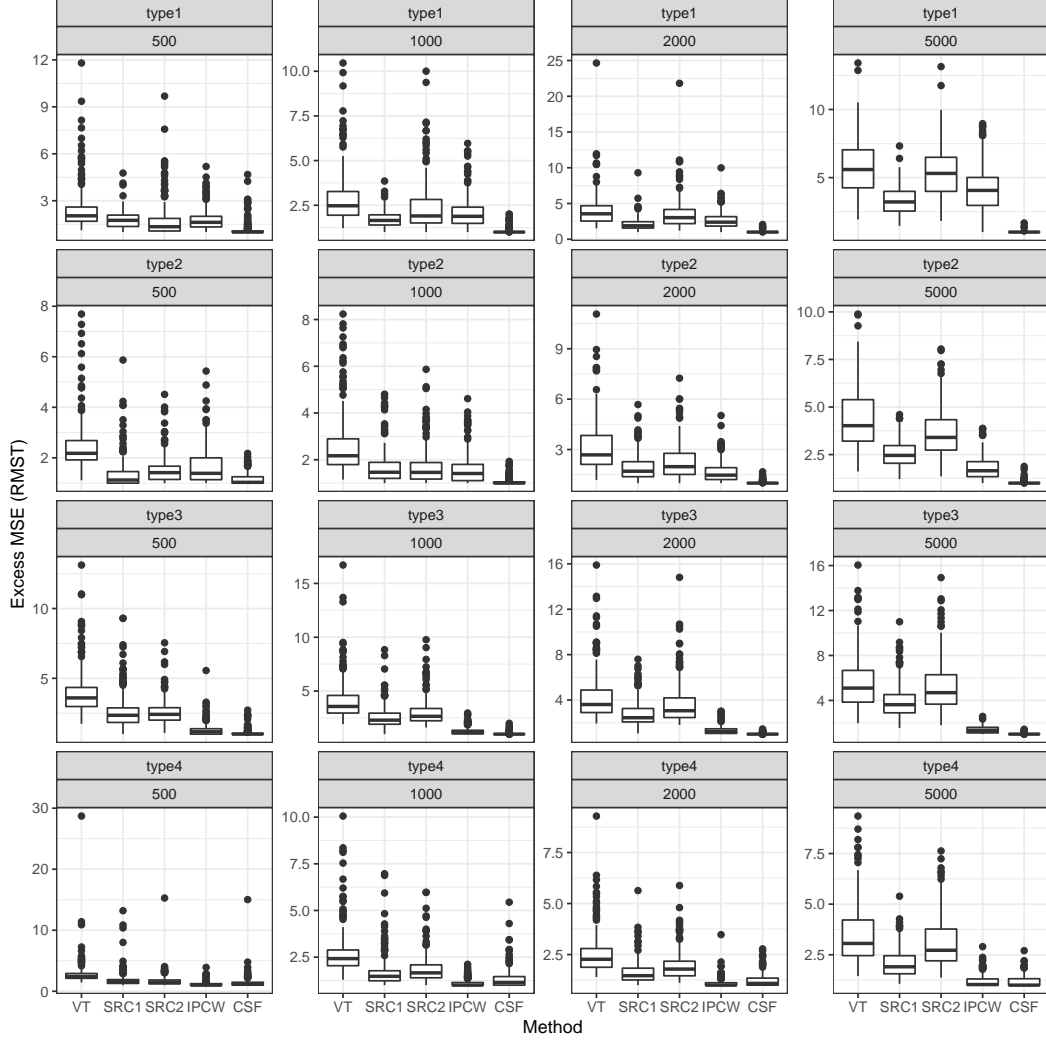 type1 type1 type1 type1
500 1000 2000 5000
12 10.0 25
20 10
9 7.5
15
6 5.0
10 5
3 2.5 5
0
type2 type2 type2 type2
500 1000 2000 5000
8 8 10.0
9
6 6 7.5
6 5.0
4 4
3 2.5
2 2
type3 type3 type3 type3
500 1000 2000 5000
15 16 16
10 12 12
10
8 8
5 5 4 4
type4 type4 type4 type4
500 1000 2000 5000
30 10.0
7.5 7.5
20 7.5
5.0 5.0
10 5.0
2.5 2.5 2.5
0
VT SRC1 SRC2 IPCW CSF VT SRC1 SRC2 IPCW CSF VT SRC1 SRC2 IPCW CSF VT SRC1 SRC2 IPCW CSF
Method
Excess MSE (RMST)